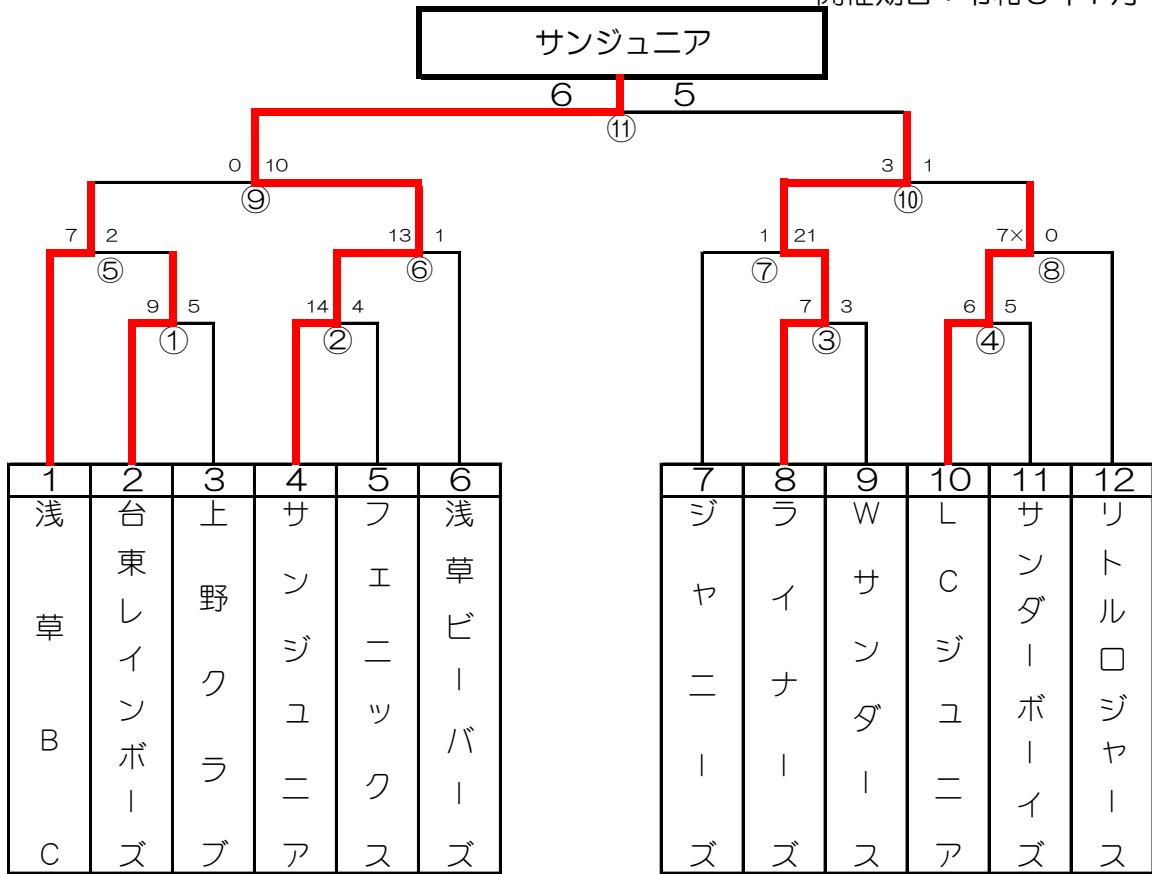 サンジュニア
6 5
⑪
0 10 3 1
⑨ ⑩
7 2 13 1 1 21 7× 0
⑤ ⑥ ⑦ ⑧
9 5 14 4 7 3 6 5
① ② ③ ④
1 2 3 4 5 6 7 8 9 10 11 12
浅草BC
台東レインボーズ
上野クラブ
サンジュニア
フェニックス
浅草ビーバーズ
ジャニーズ
ライナーズ
Wサンダース
LCジュニア
サンダーボーイズ
リトルロジャース